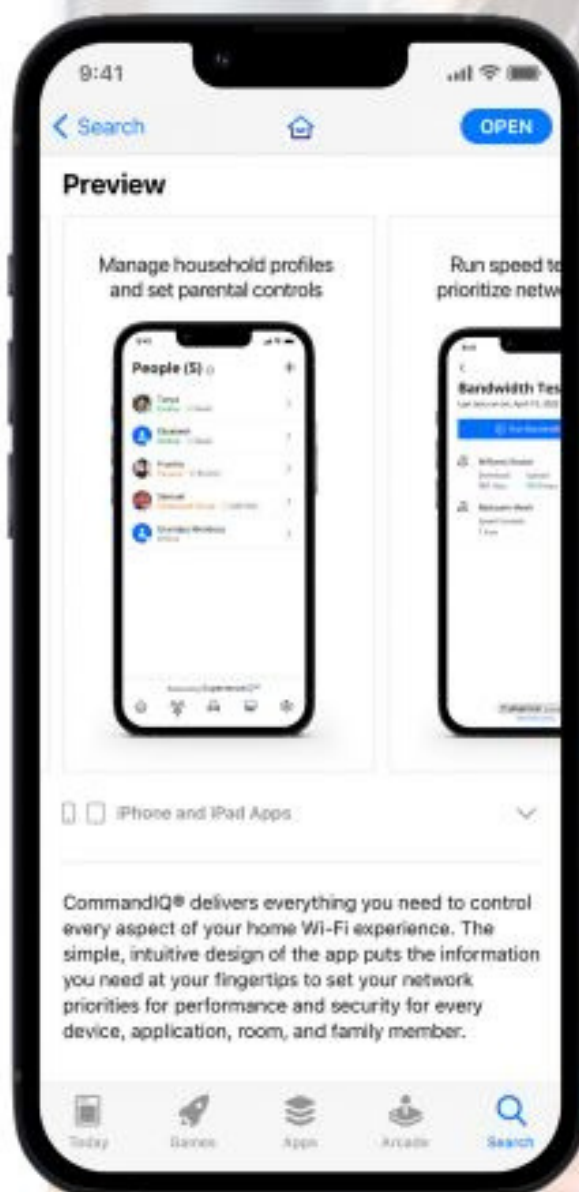 9:41
Search
OPEN
Preview
Manage household profiles
and set parental controls
People (5)
Tanya
Elizabeth
Frankie
Samuel
Run speed te
prioritize netw
Bandwidth Tes
iPhone and iPad Apps
CommandIQ® delivers everything you need to control
every aspect of your home Wi-Fi experience. The
simple, intuitive design of the app puts the information
you need at your fingertips to set your network
priorities for performance and security for every
device, application, room, and family member.
Today
Games
Apps
Arcade
Search